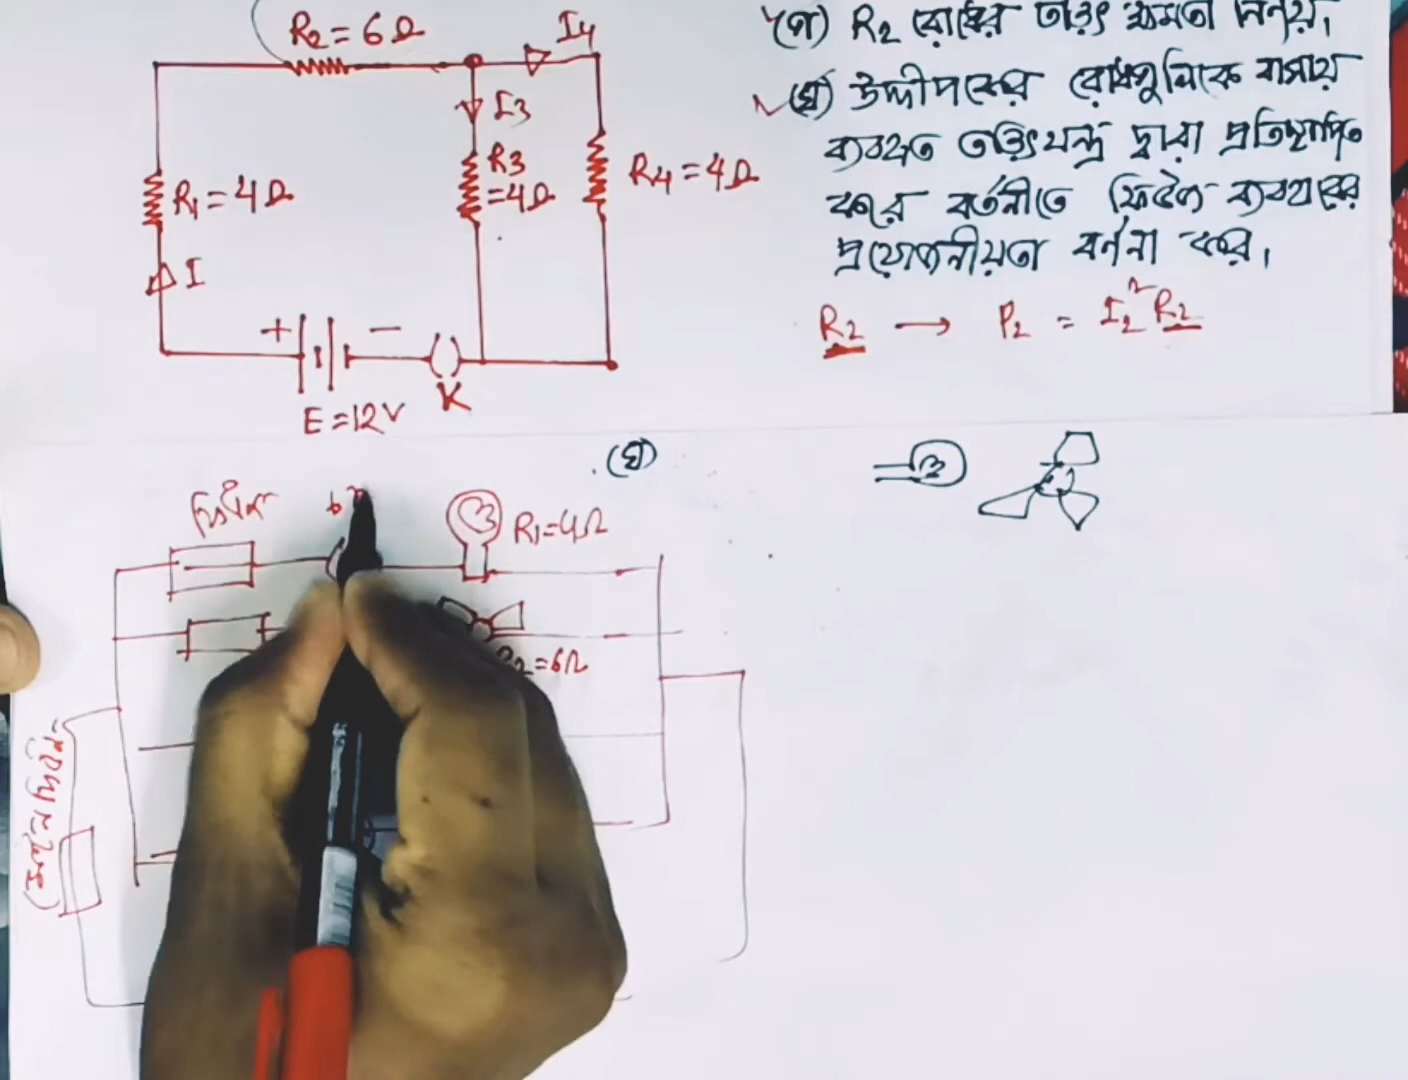 R₂ = 6Ω
I₄
I₃
R₃
= 4Ω
R₄ = 4Ω
R₁ = 4Ω
I
+ −
E = 12V
K
(গ) R₂ রোধের তড়িৎ ক্ষমতা নির্ণয়।
(ঘ) উদ্দীপকের রোধগুলিকে বাসায়
ব্যবহৃত তড়িৎযন্ত্র দ্বারা প্রতিস্থাপিত
করে বর্তনীতে ফিউজ ব্যবহারের
প্রয়োজনীয়তা বর্ণনা কর।
R₂ → P₂ = I₂² R₂
(ঘ)
ফিউজ
R₁ = 4Ω
R₂ = 6Ω